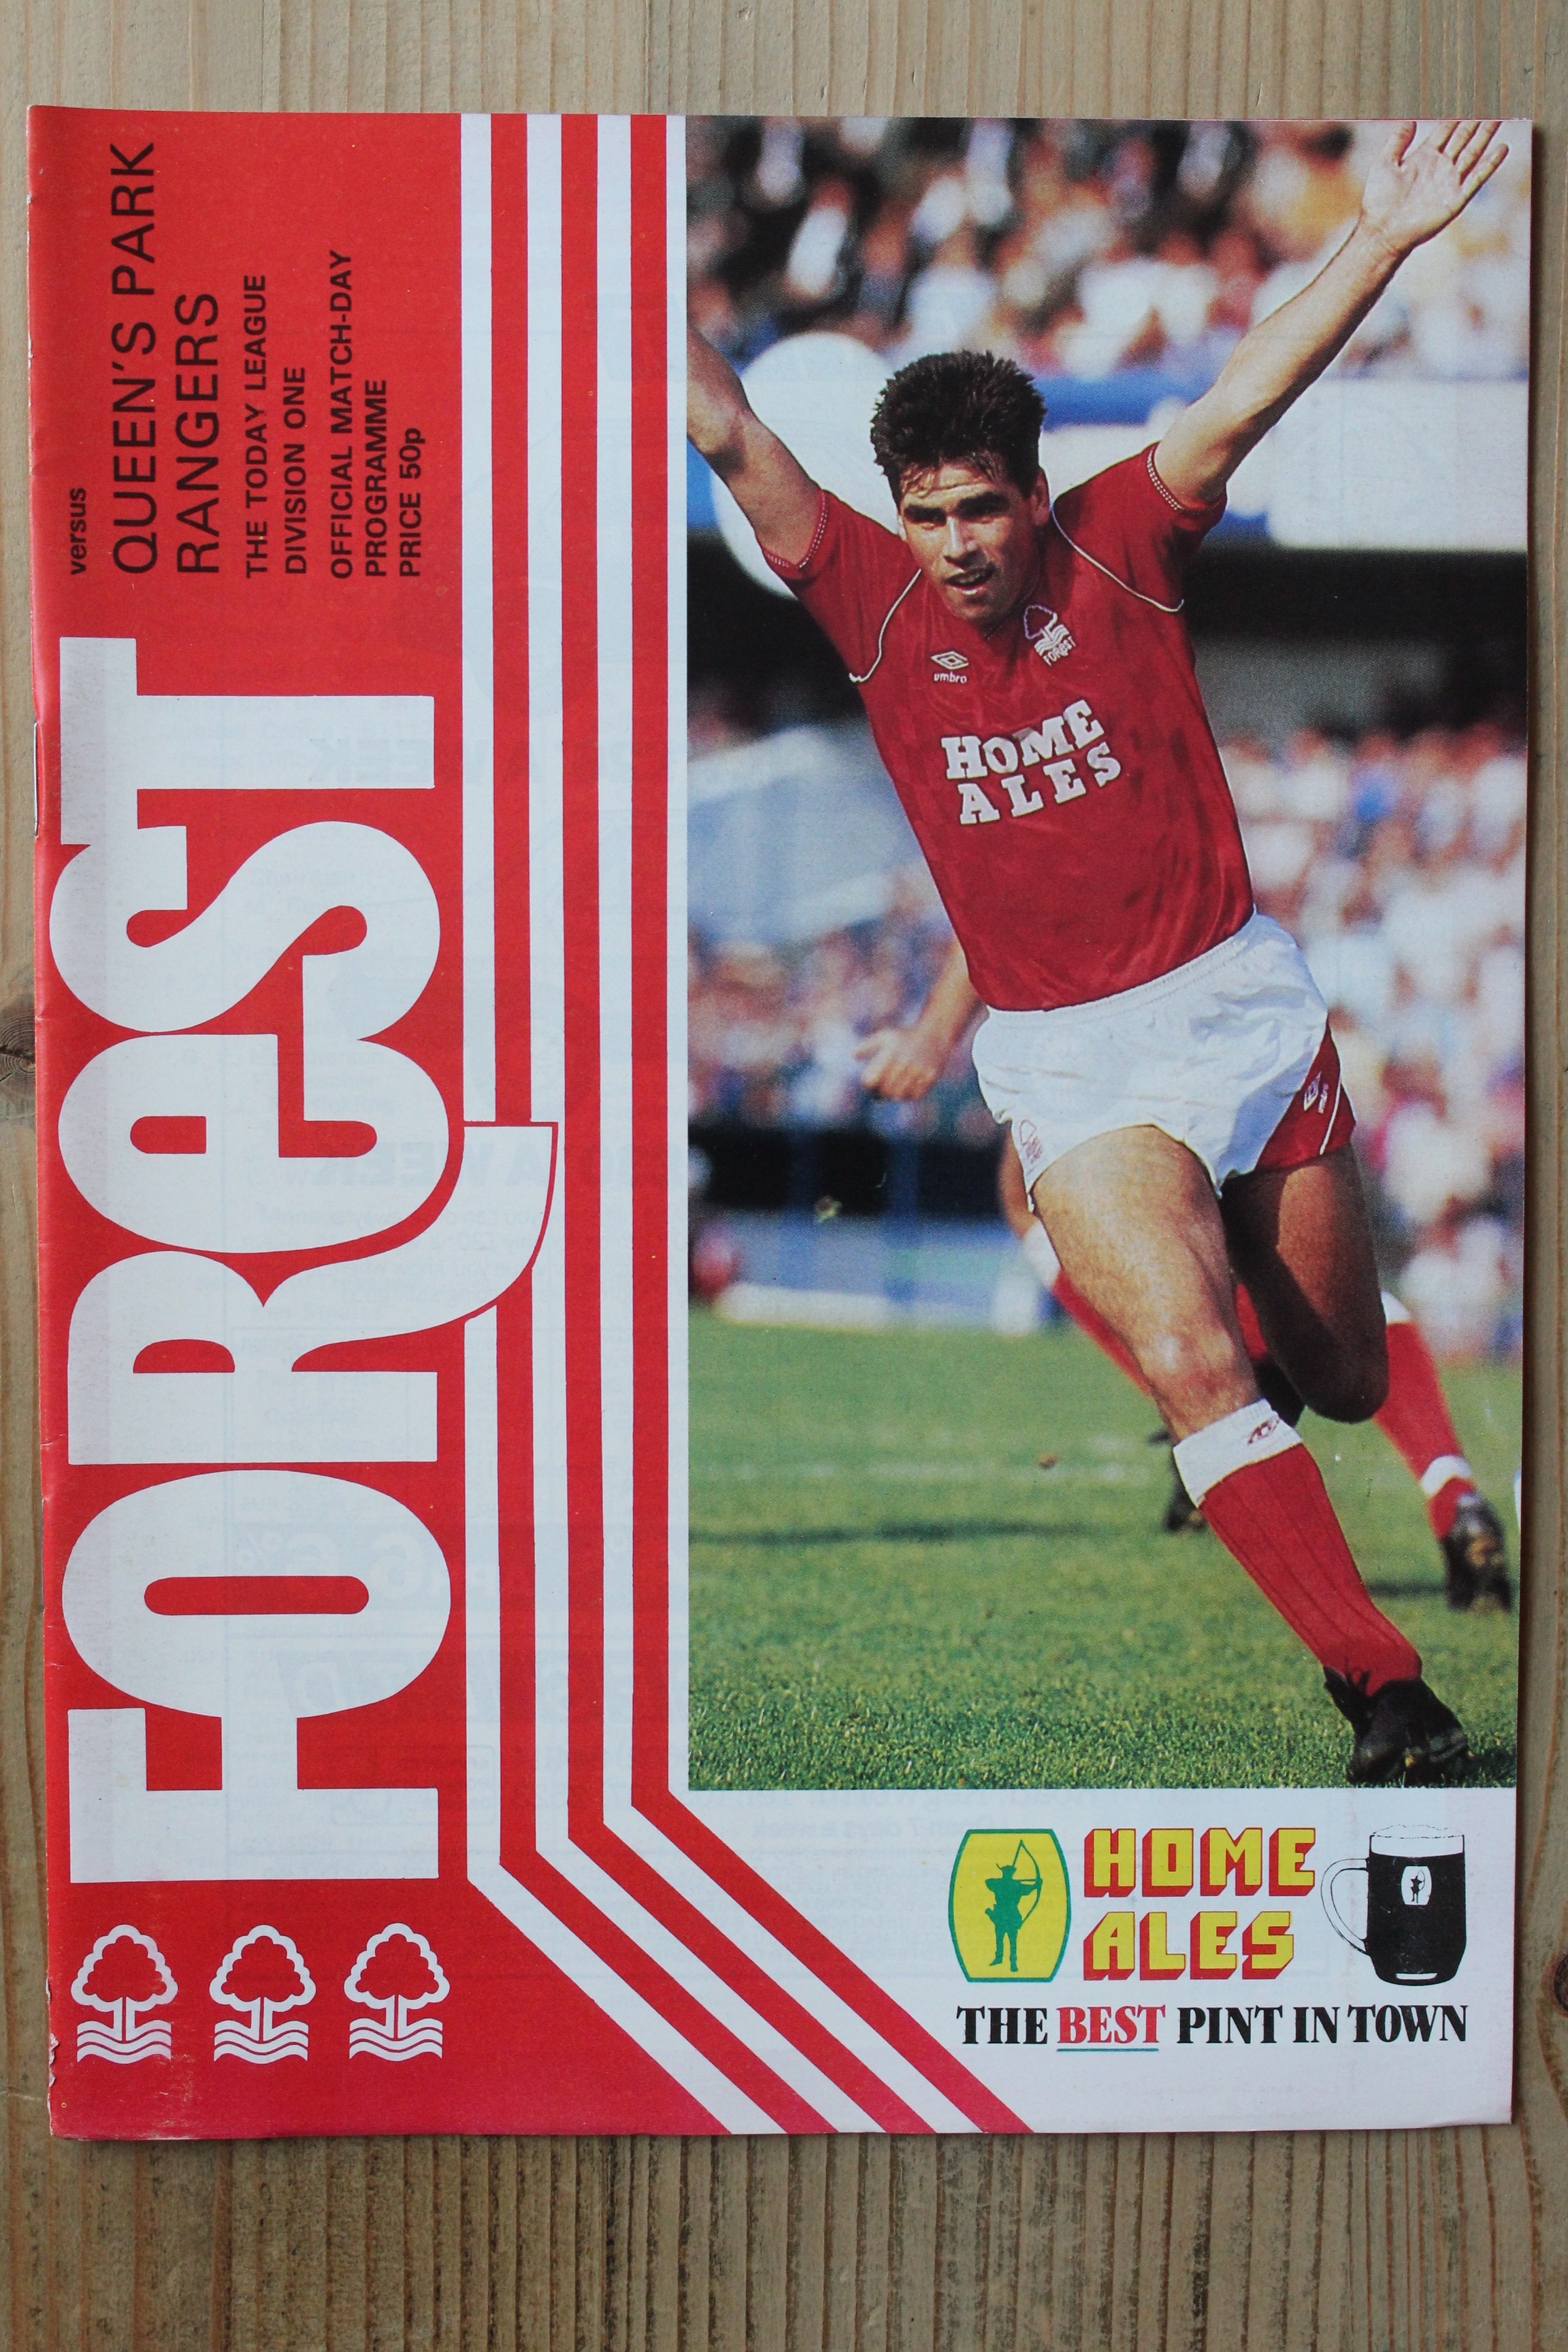 versus
QUEEN'S PARK
RANGERS
THE TODAY LEAGUE
DIVISION ONE
OFFICIAL MATCH-DAY
PROGRAMME
PRICE 50p
FOReST
umbro
FOReST
HOME
ALES
umbro
HOME
ALES
THE BEST PINT IN TOWN